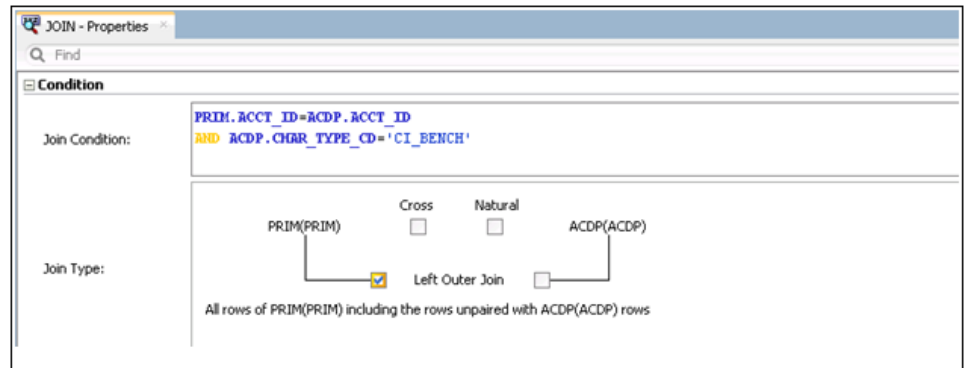 JOIN - Properties ×
Find
Condition
Join Condition:
PRIM.ACCT_ID=ACDP.ACCT_ID
AND ACDP.CHAR_TYPE_CD='CI_BENCH'
Join Type:
Cross Natural
PRIM(PRIM) ACDP(ACDP)
Left Outer Join
All rows of PRIM(PRIM) including the rows unpaired with ACDP(ACDP) rows